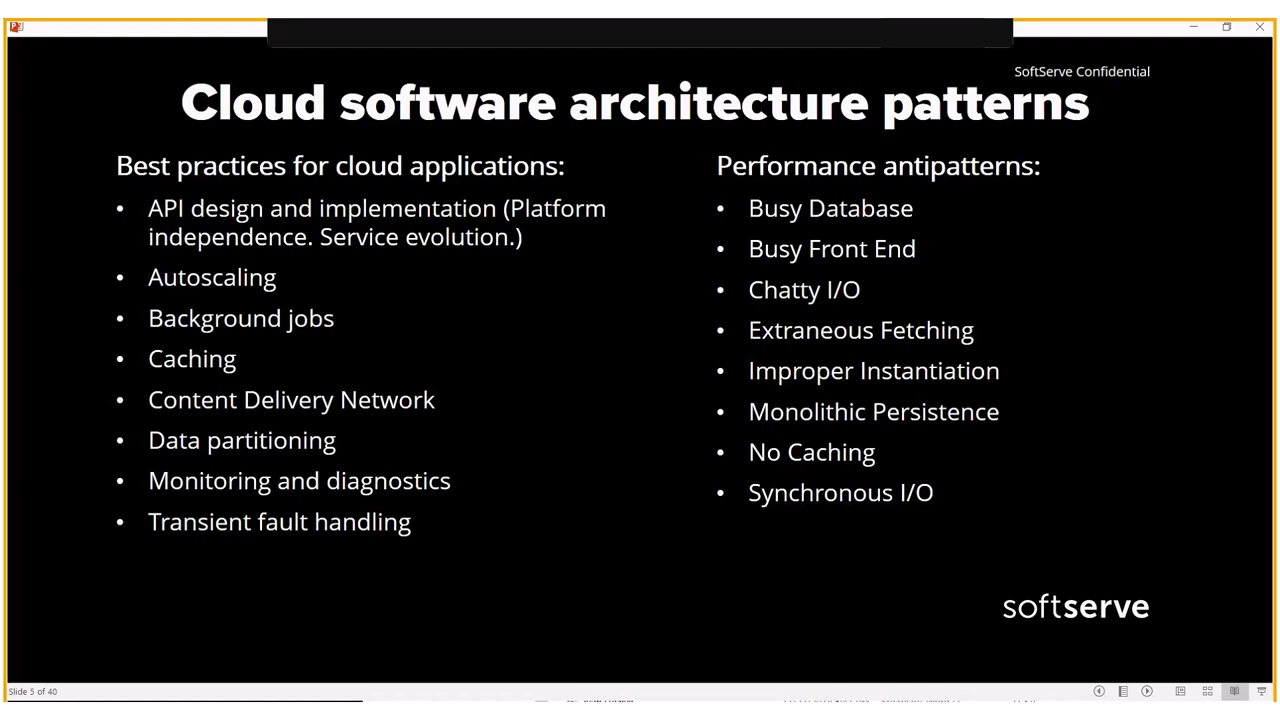 SoftServe Confidential
Cloud software architecture patterns
Best practices for cloud applications:
• API design and implementation (Platform
independence. Service evolution.)
• Autoscaling
• Background jobs
• Caching
• Content Delivery Network
• Data partitioning
• Monitoring and diagnostics
• Transient fault handling
Performance antipatterns:
• Busy Database
• Busy Front End
• Chatty I/O
• Extraneous Fetching
• Improper Instantiation
• Monolithic Persistence
• No Caching
• Synchronous I/O
softserve
Slide 5 of 40